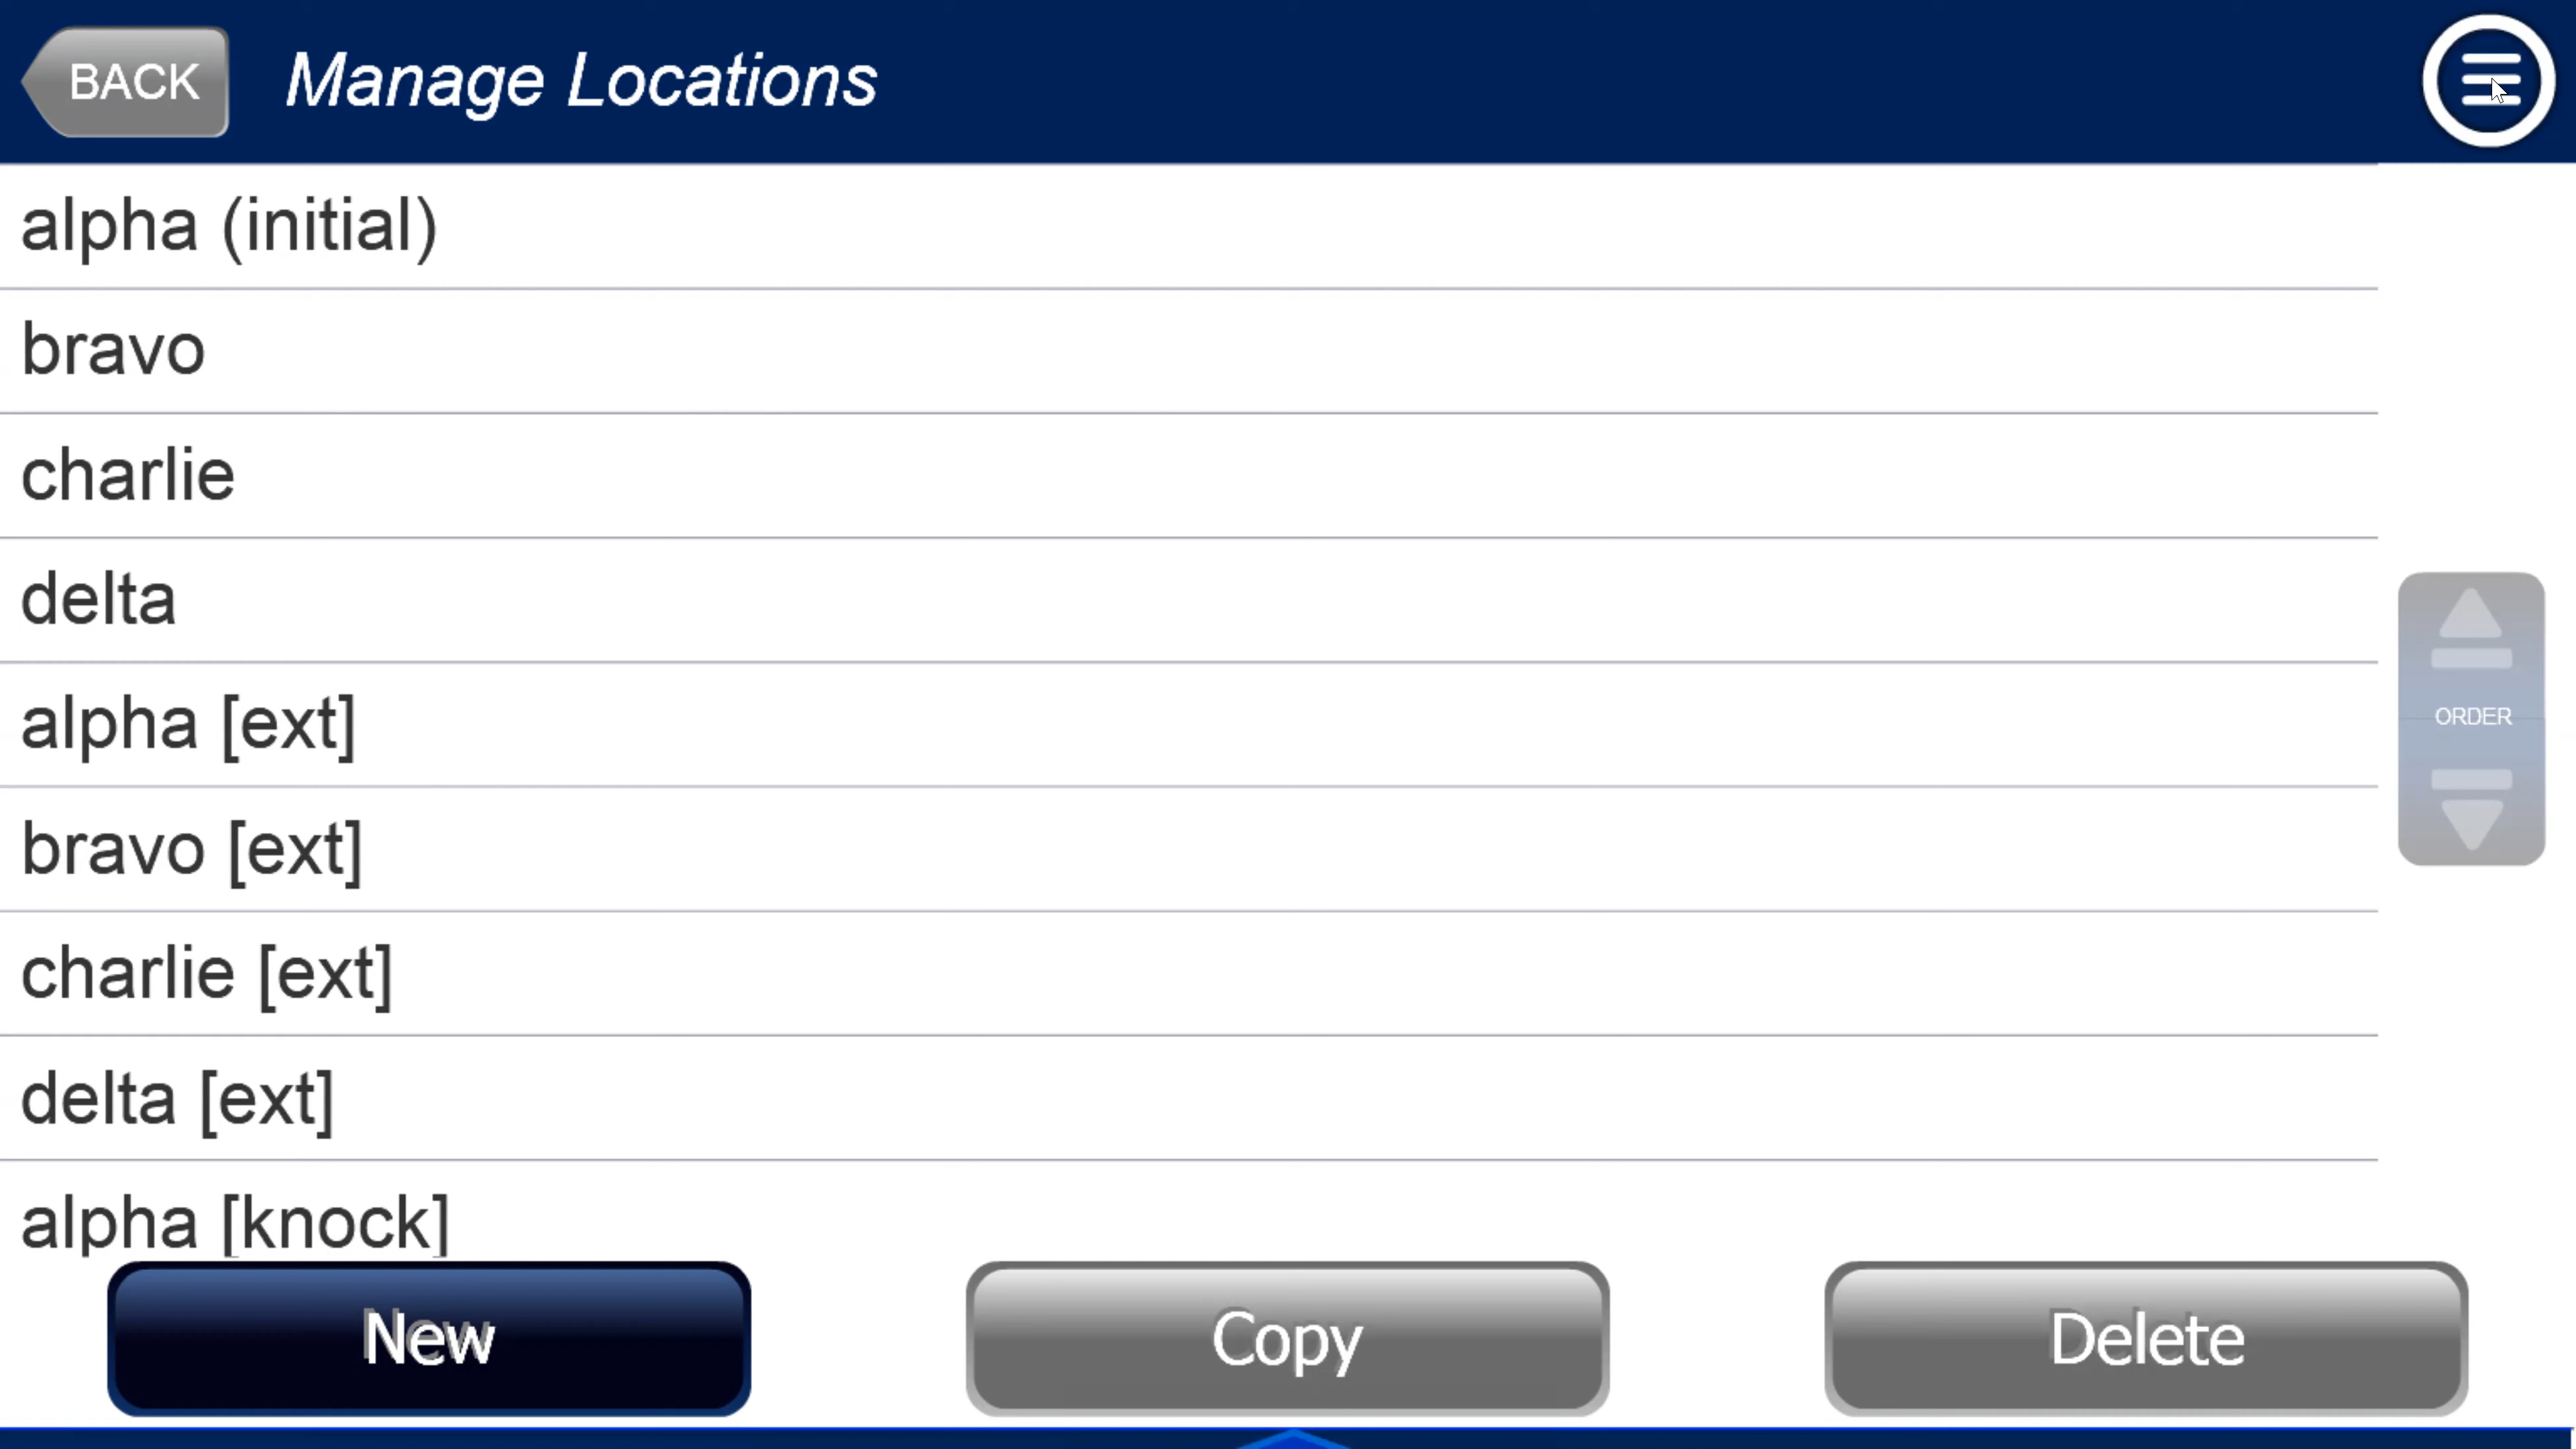 BACK
Manage Locations
alpha (initial)
bravo
charlie
delta
alpha [ext]
bravo [ext]
charlie [ext]
delta [ext]
alpha [knock]
ORDER
New
Copy
Delete